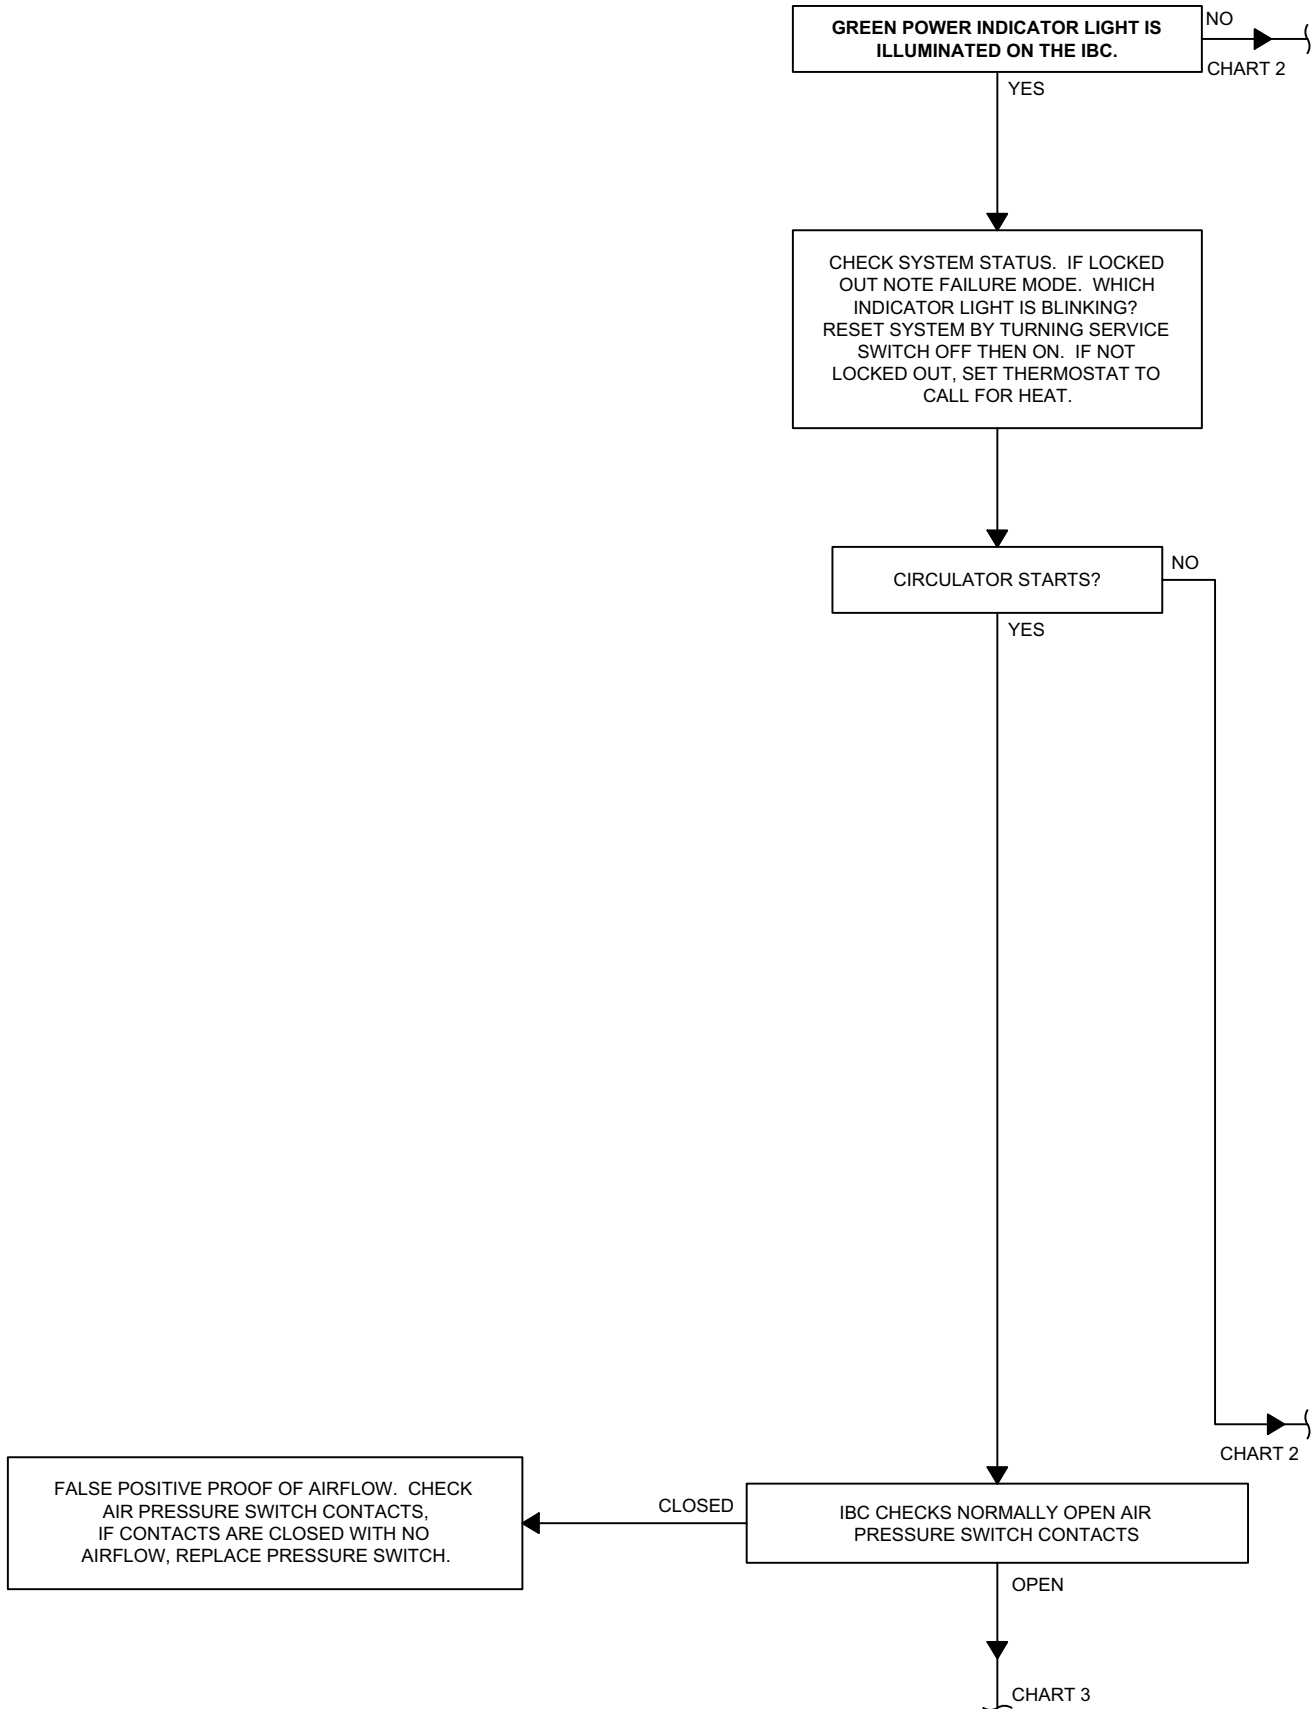 GREEN POWER INDICATOR LIGHT IS
ILLUMINATED ON THE IBC.
NO
CHART 2
YES
CHECK SYSTEM STATUS.  IF LOCKED
OUT NOTE FAILURE MODE.  WHICH
INDICATOR LIGHT IS BLINKING?
RESET SYSTEM BY TURNING SERVICE
SWITCH OFF THEN ON.  IF NOT
LOCKED OUT, SET THERMOSTAT TO
CALL FOR HEAT.
CIRCULATOR STARTS?
NO
YES
CHART 2
FALSE POSITIVE PROOF OF AIRFLOW.  CHECK
AIR PRESSURE SWITCH CONTACTS,
IF CONTACTS ARE CLOSED WITH NO
AIRFLOW, REPLACE PRESSURE SWITCH.
CLOSED
IBC CHECKS NORMALLY OPEN AIR
PRESSURE SWITCH CONTACTS
OPEN
CHART 3